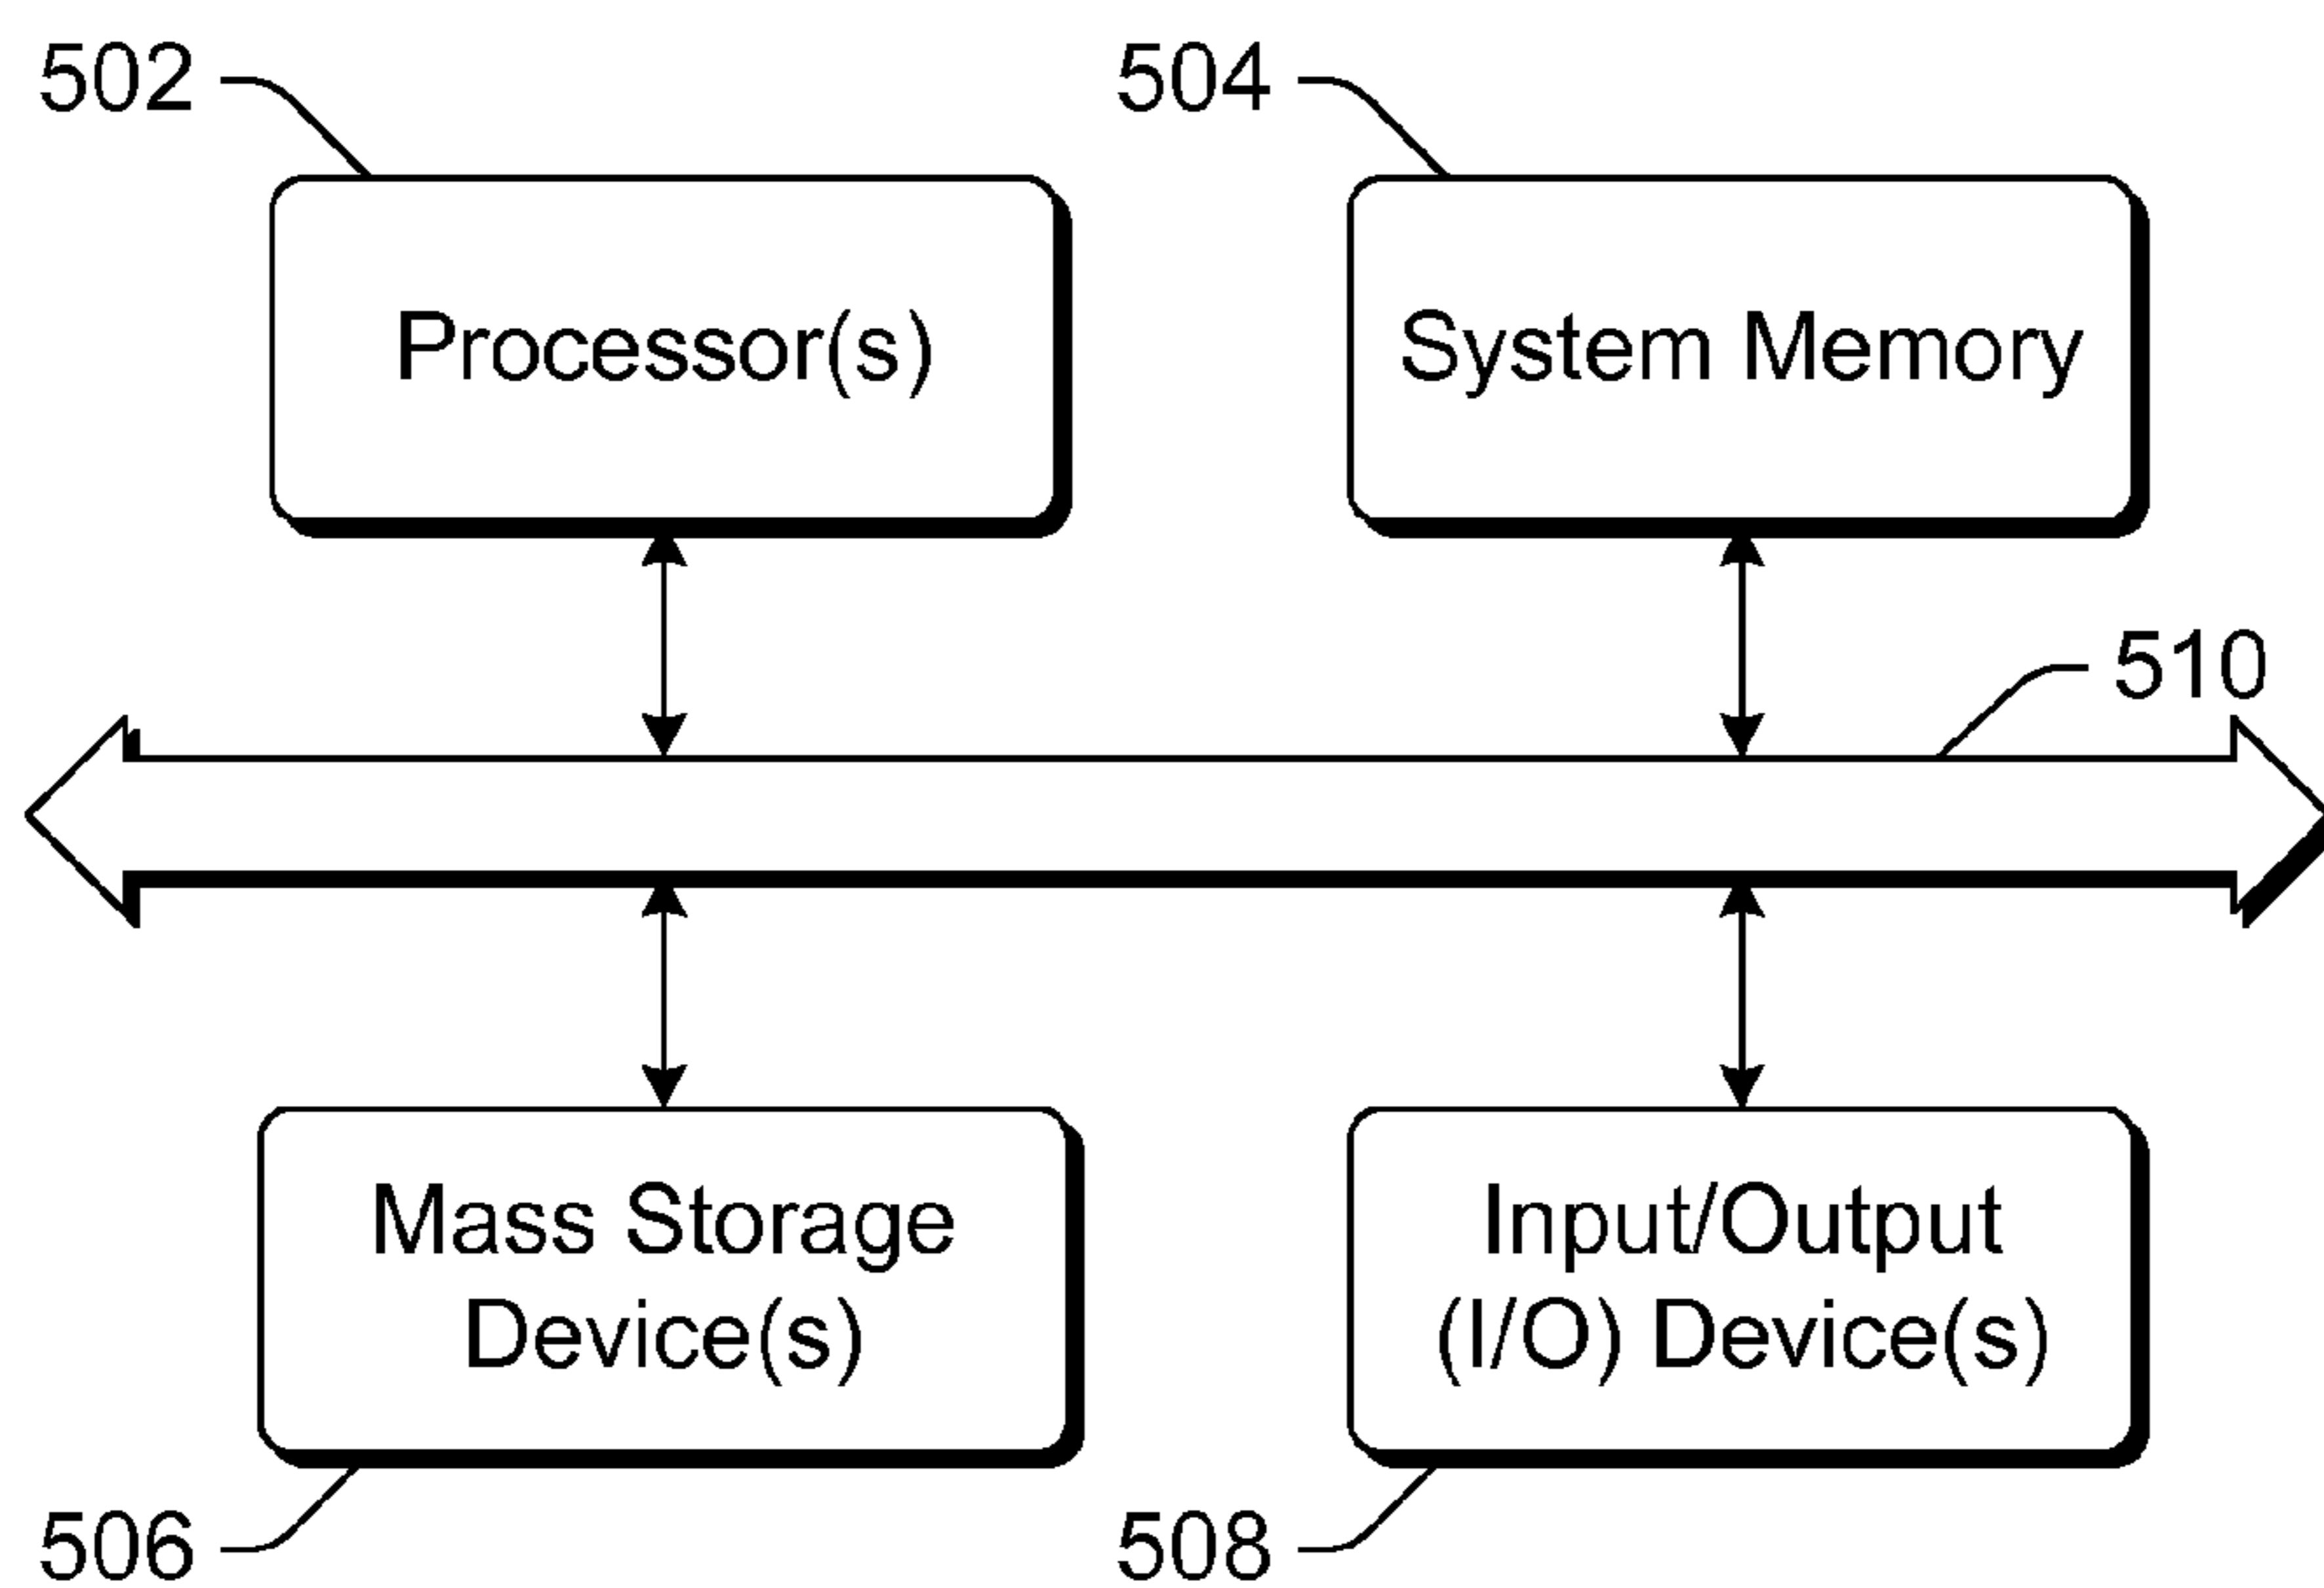 502
504
Processor(s)
System Memory
510
Mass Storage
Device(s)
Input/Output
(I/O) Device(s)
506
508